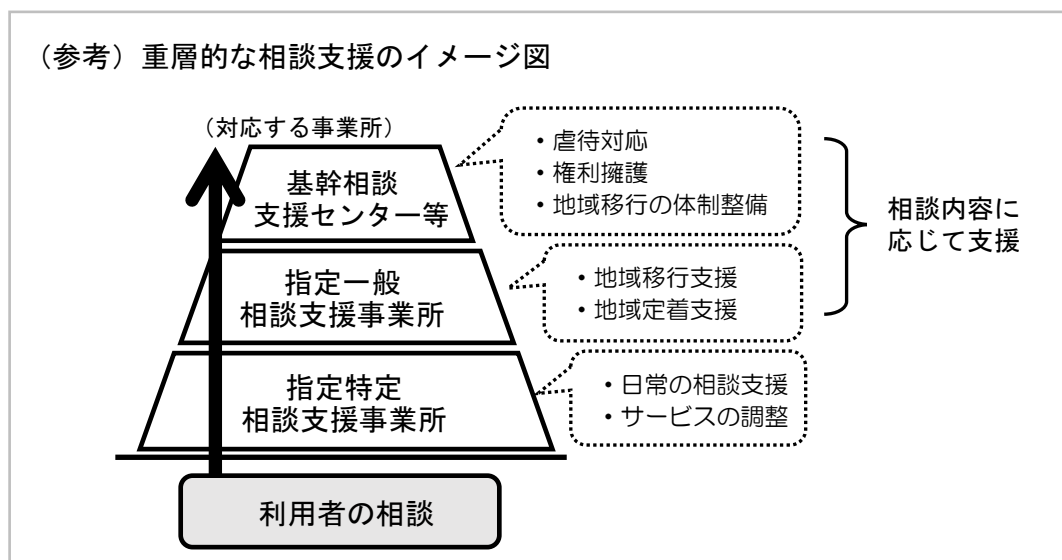 （参考）重層的な相談支援のイメージ図
（対応する事業所）
基幹相談
支援センター等
・虐待対応
・権利擁護
・地域移行の体制整備
指定一般
相談支援事業所
・地域移行支援
・地域定着支援
相談内容に
応じて支援
指定特定
相談支援事業所
・日常の相談支援
・サービスの調整
利用者の相談